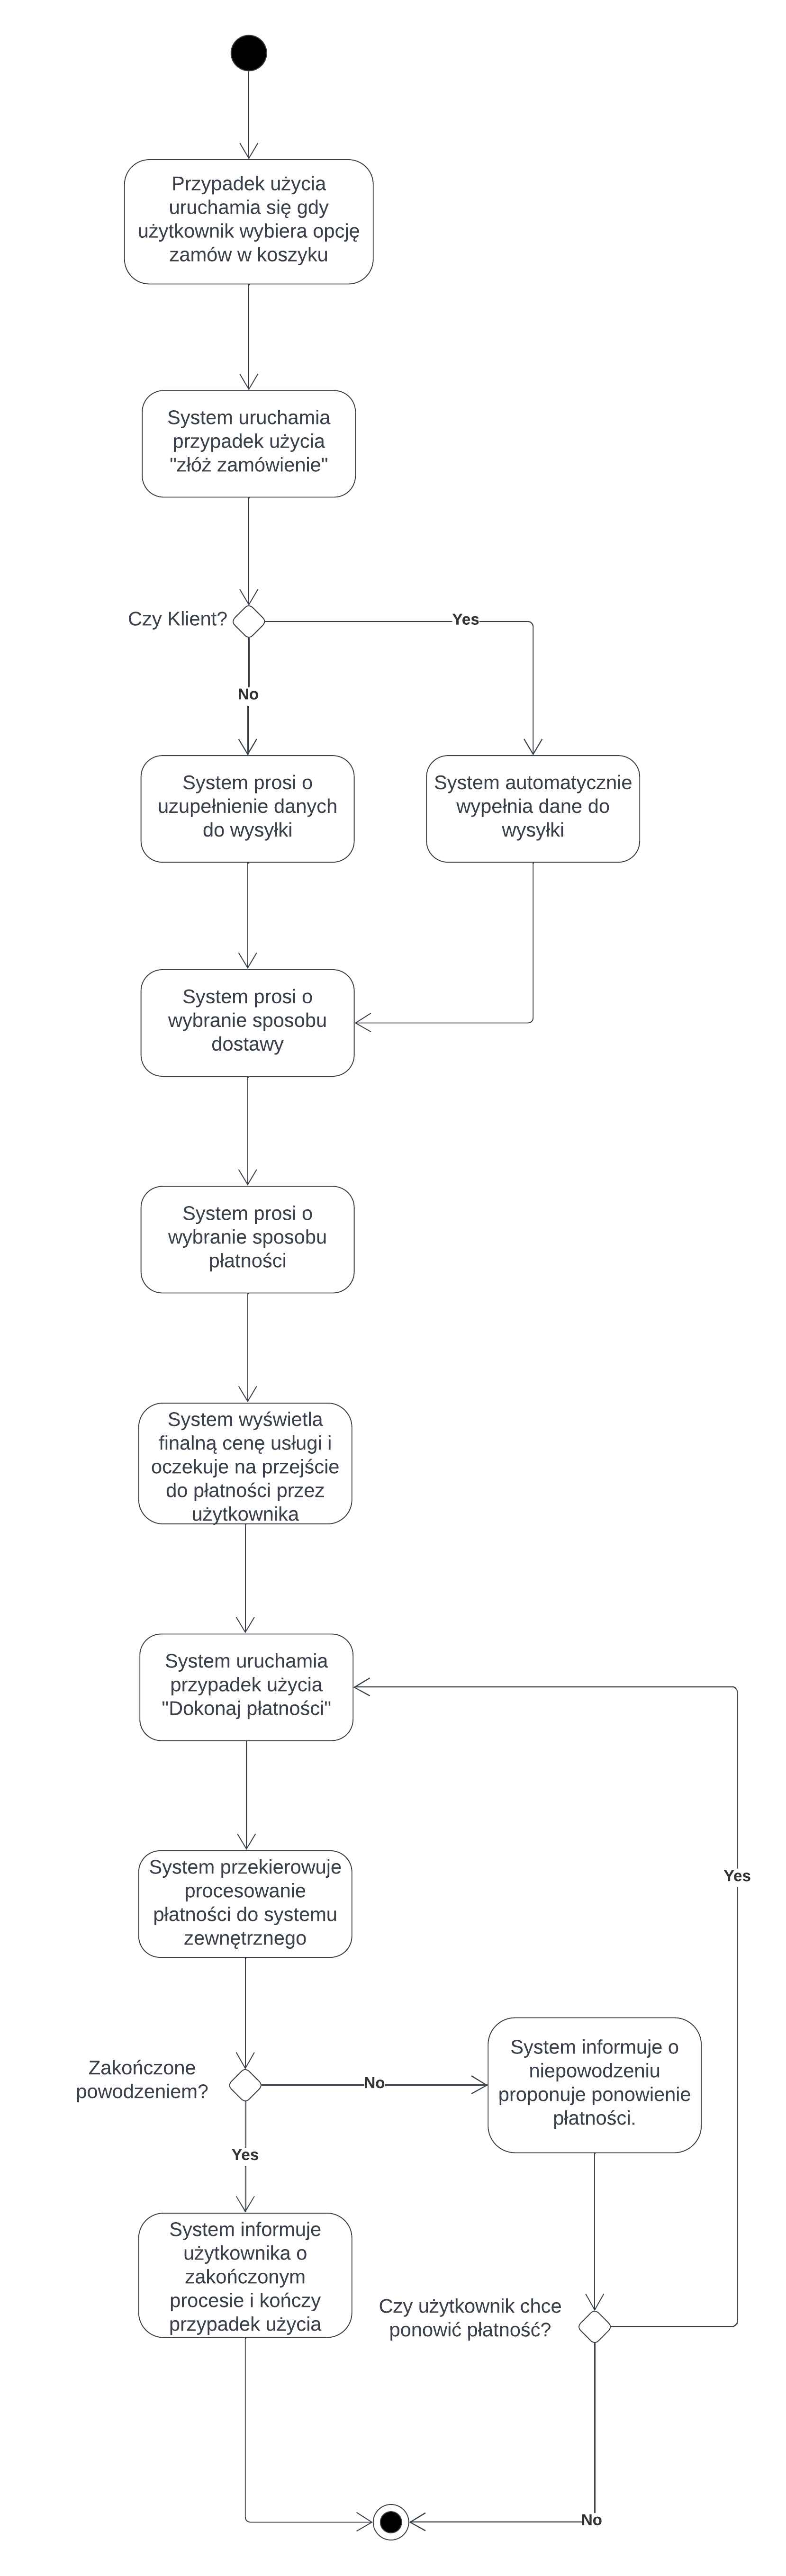 Przypadek użycia
uruchamia się gdy
użytkownik wybiera opcję
zamów w koszyku
System uruchamia
przypadek użycia
"złóż zamówienie"
Czy Klient?
Yes
No
System prosi o
uzupełnienie danych
do wysyłki
System automatycznie
wypełnia dane do
wysyłki
System prosi o
wybranie sposobu
dostawy
System prosi o
wybranie sposobu
płatności
System wyświetla
finalną cenę usługi i
oczekuje na przejście
do płatności przez
użytkownika
System uruchamia
przypadek użycia
"Dokonaj płatności"
System przekierowuje
procesowanie
płatności do systemu
zewnętrznego
Yes
Zakończone
powodzeniem?
No
System informuje o
niepowodzeniu
proponuje ponowienie
płatności.
Yes
System informuje
użytkownika o
zakończonym
procesie i kończy
przypadek użycia
Czy użytkownik chce
ponowić płatność?
No